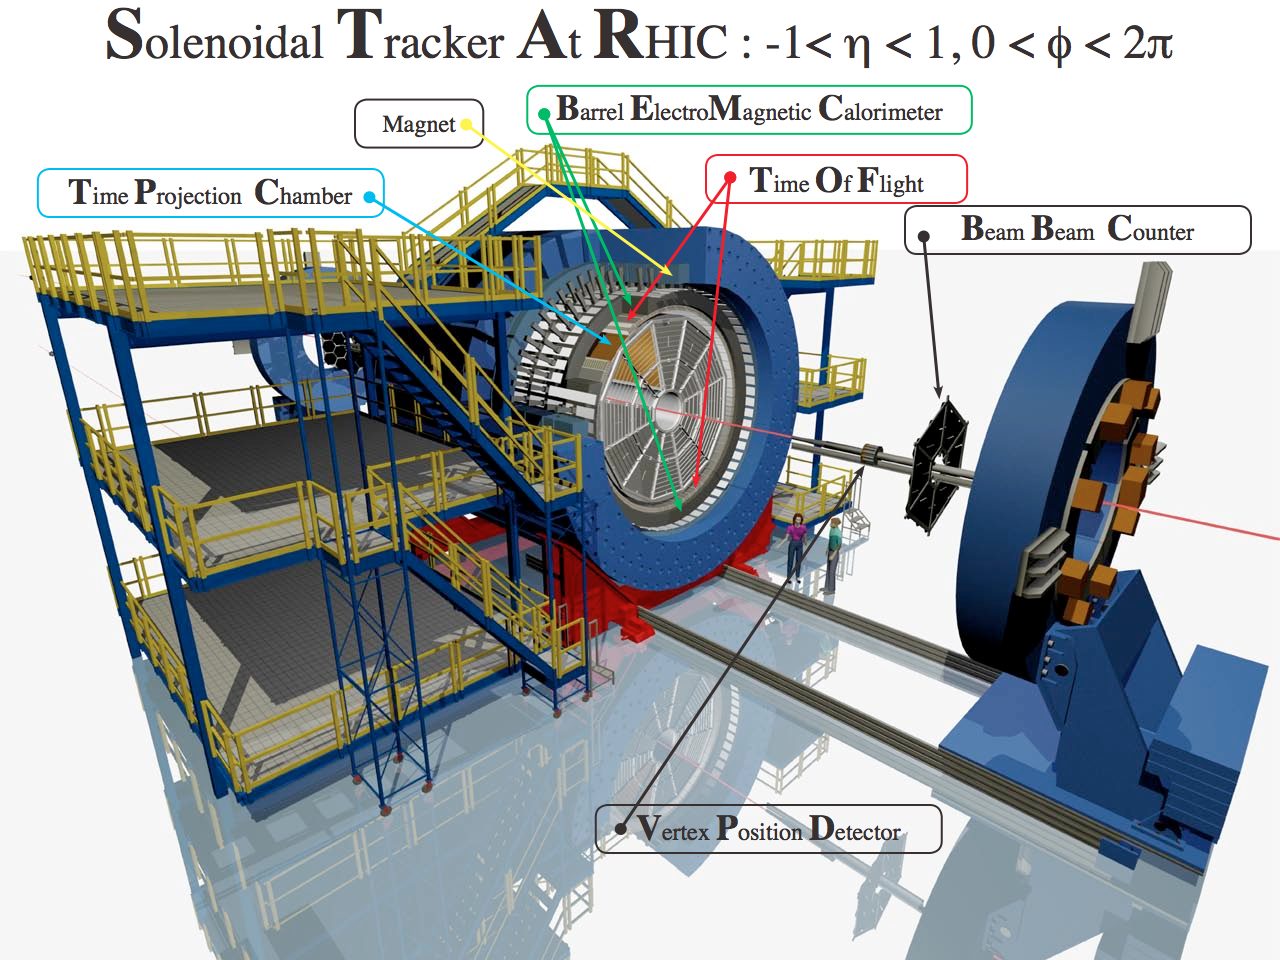 Solenoidal Tracker At RHIC : -1< η < 1, 0 < ϕ < 2π
Barrel ElectroMagnetic Calorimeter
Magnet
Time Projection Chamber
Time Of Flight
Beam Beam Counter
Vertex Position Detector